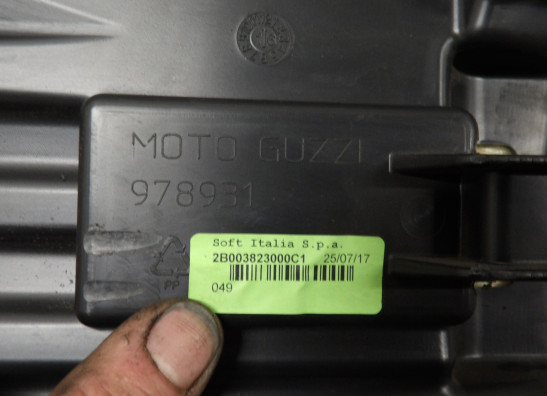 MOTO GUZZI
978931
PP
Soft Italia S.p.a.
2B003823000C1 25/07/17
049